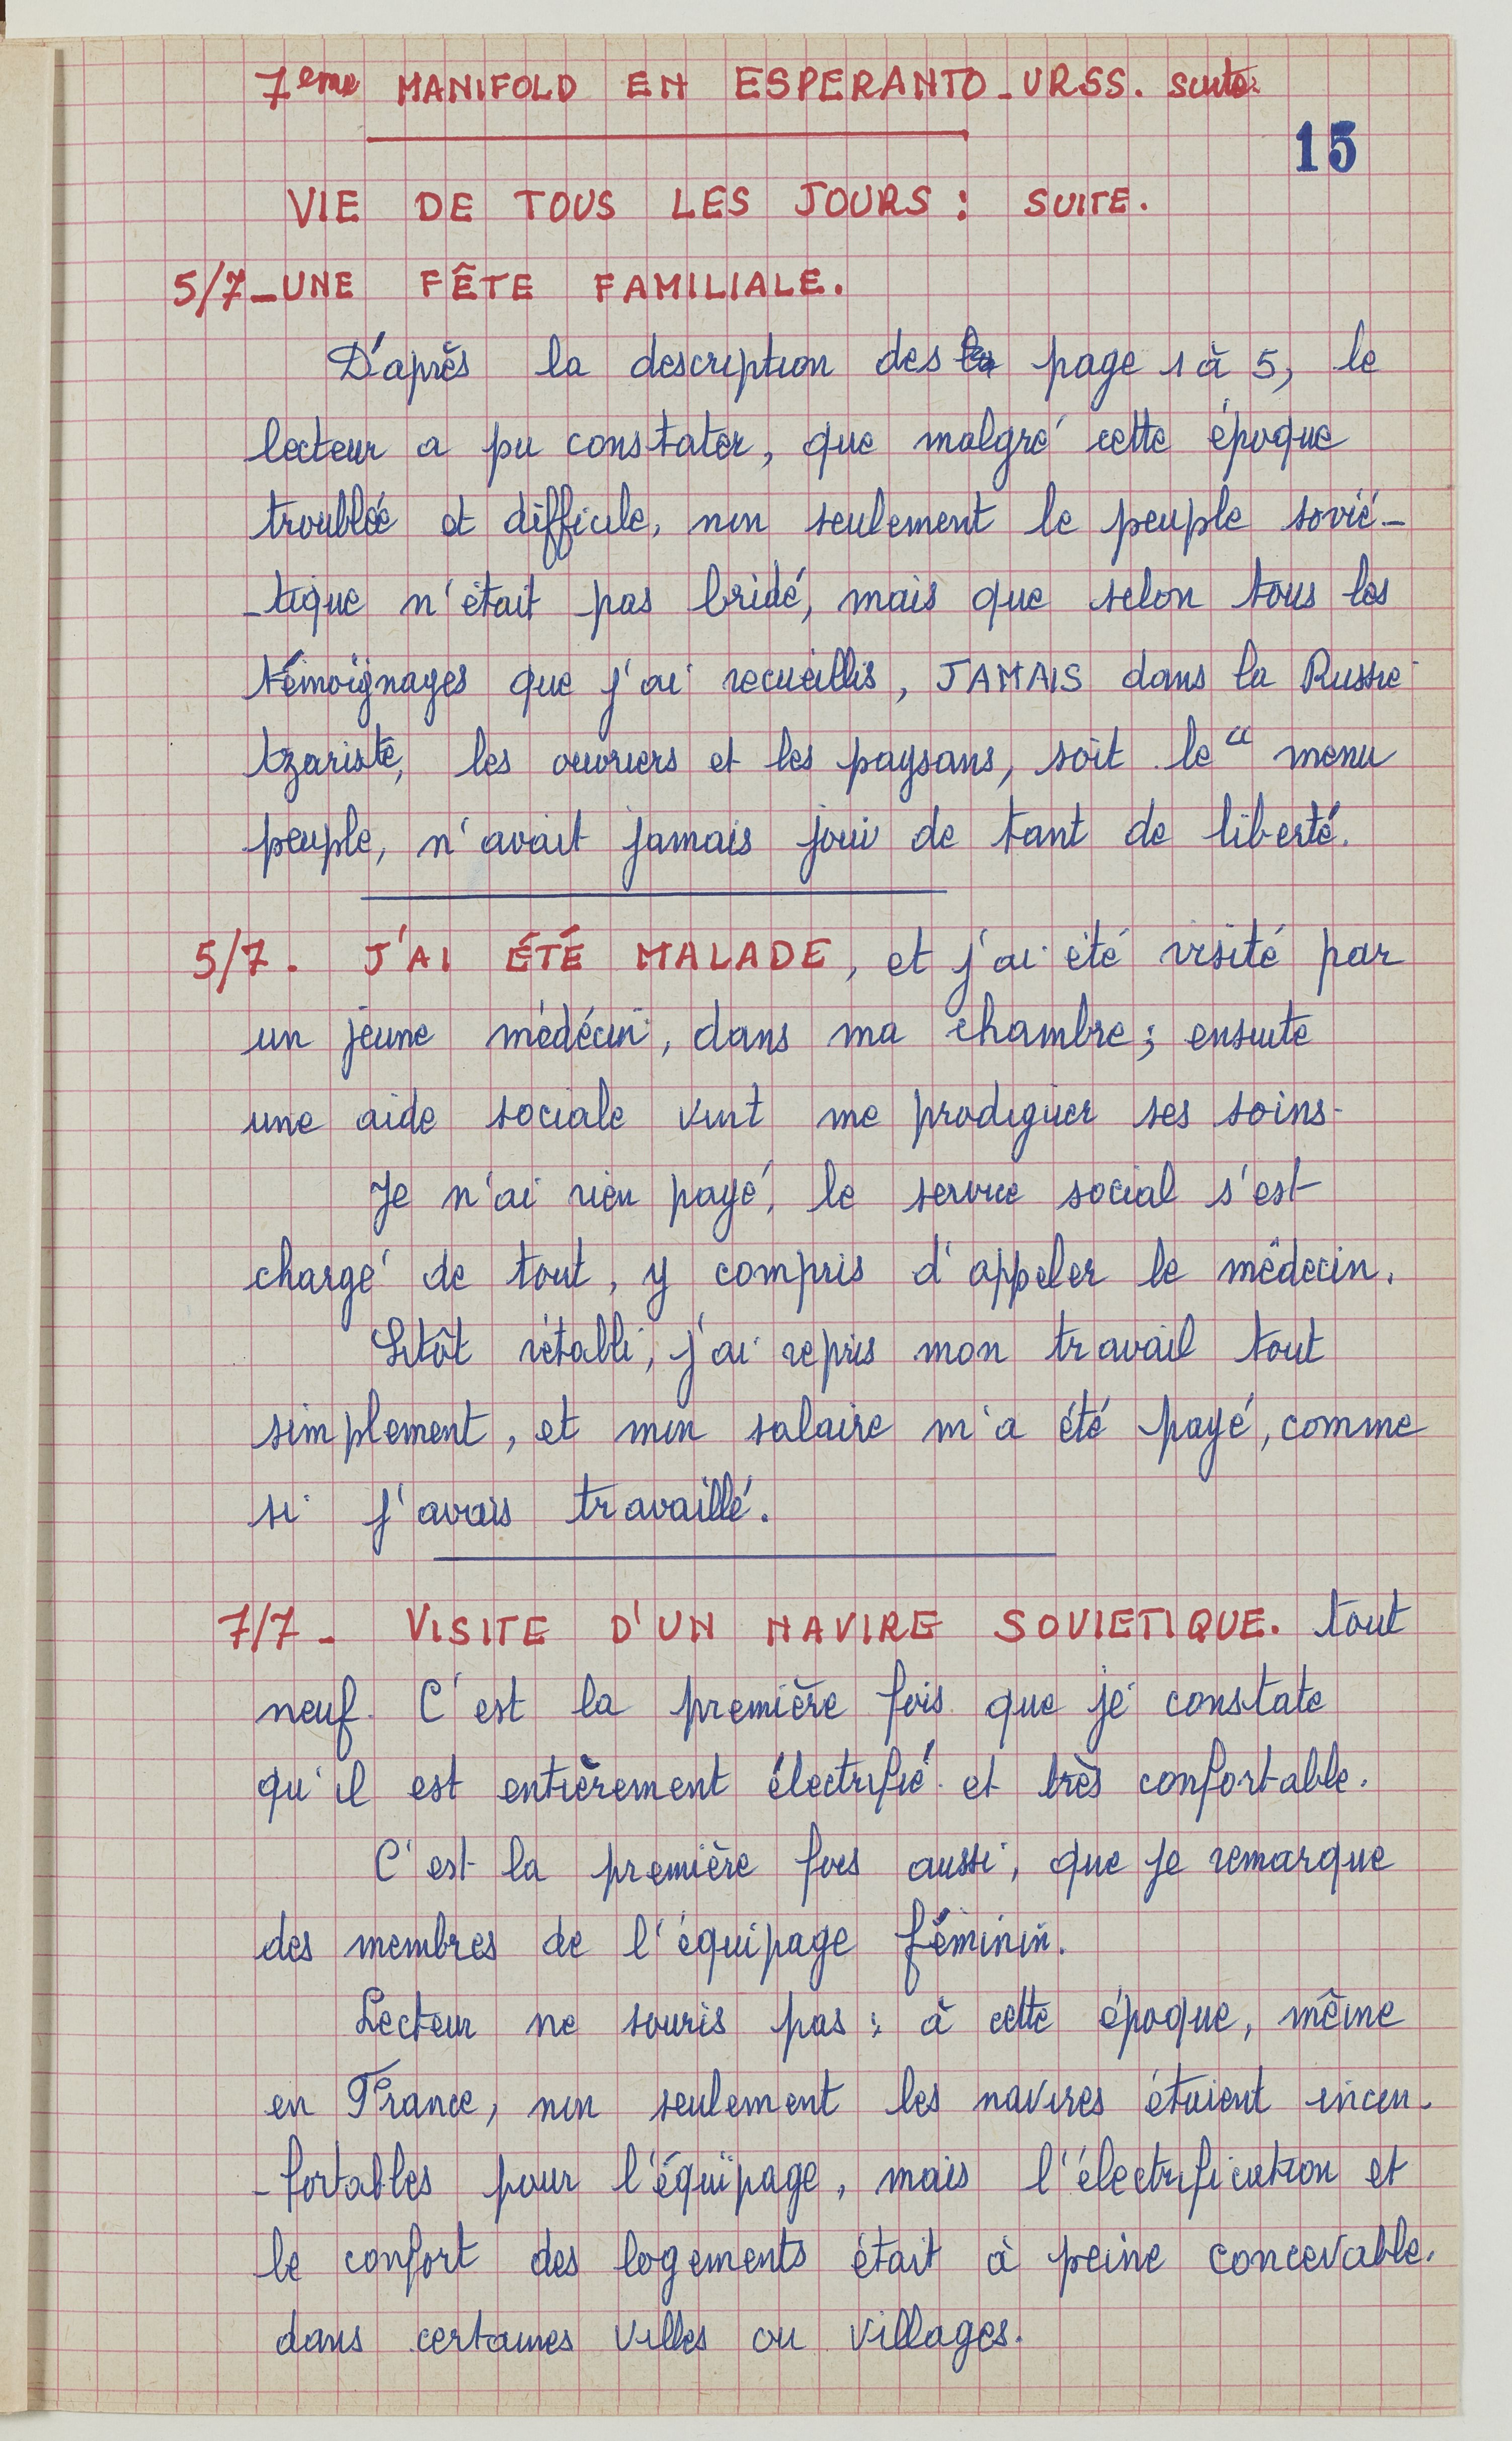 7ème MANIFOLD EN ESPERANTO_URSS. suite.
15
VIE DE TOUS LES JOURS : SUITE.
5/7_UNE FÊTE FAMILIALE.
D'après la description des page 1 à 5, le
lecteur a pu constater, que malgré cette époque
troublée et difficile, non seulement le peuple sovié-
-tique n'était pas bridé, mais que selon tous les
témoignages que j'ai recueillis, JAMAIS dans la Russie
tzariste, les ouvriers et les paysans, soit le " menu
peuple, n'avait jamais joui de tant de liberté.
5/7. J'AI ÉTÉ MALADE, et j'ai été visité par
un jeune médécin, dans ma chambre ; ensuite
une aide sociale vint me prodiguer ses soins.
Je n'ai rien payé, le service social s'est
chargé de tout, y compris d'appeler le médecin.
Sitôt rétabli, j'ai repris mon travail tout
simplement, et mon salaire m'a été payé, comme
si j'avais travaillé.
7/7 - VISITE D'UN NAVIRE SOVIETIQUE. tout
neuf. C'est la première fois que je constate
qu'il est entièrement électrifié et très confortable.
C'est la première fois aussi, que je remarque
des membres de l'équipage féminin.
Lecteur ne souris pas ; à cette époque, même
en France, non seulement les navires étaient incon-
-fortables pour l'équipage, mais l'électrification et
le confort des logements était à peine concevable.
dans certaines villes ou villages.